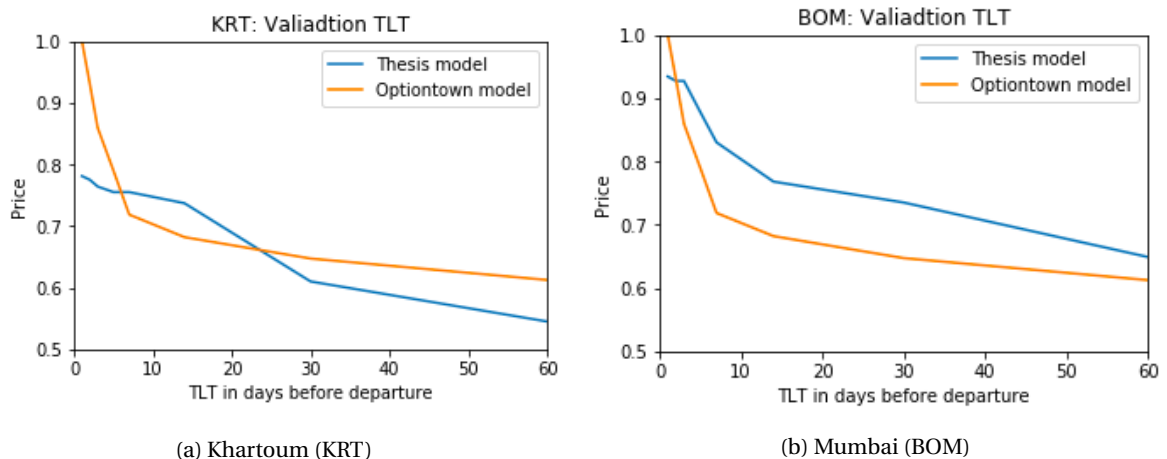 KRT: Valiadtion TLT
Thesis model
Optiontown model
Price
1.0
0.9
0.8
0.7
0.6
0.5
0 10 20 30 40 50 60
TLT in days before departure
(a) Khartoum (KRT)
BOM: Valiadtion TLT
Thesis model
Optiontown model
Price
1.0
0.9
0.8
0.7
0.6
0.5
0 10 20 30 40 50 60
TLT in days before departure
(b) Mumbai (BOM)